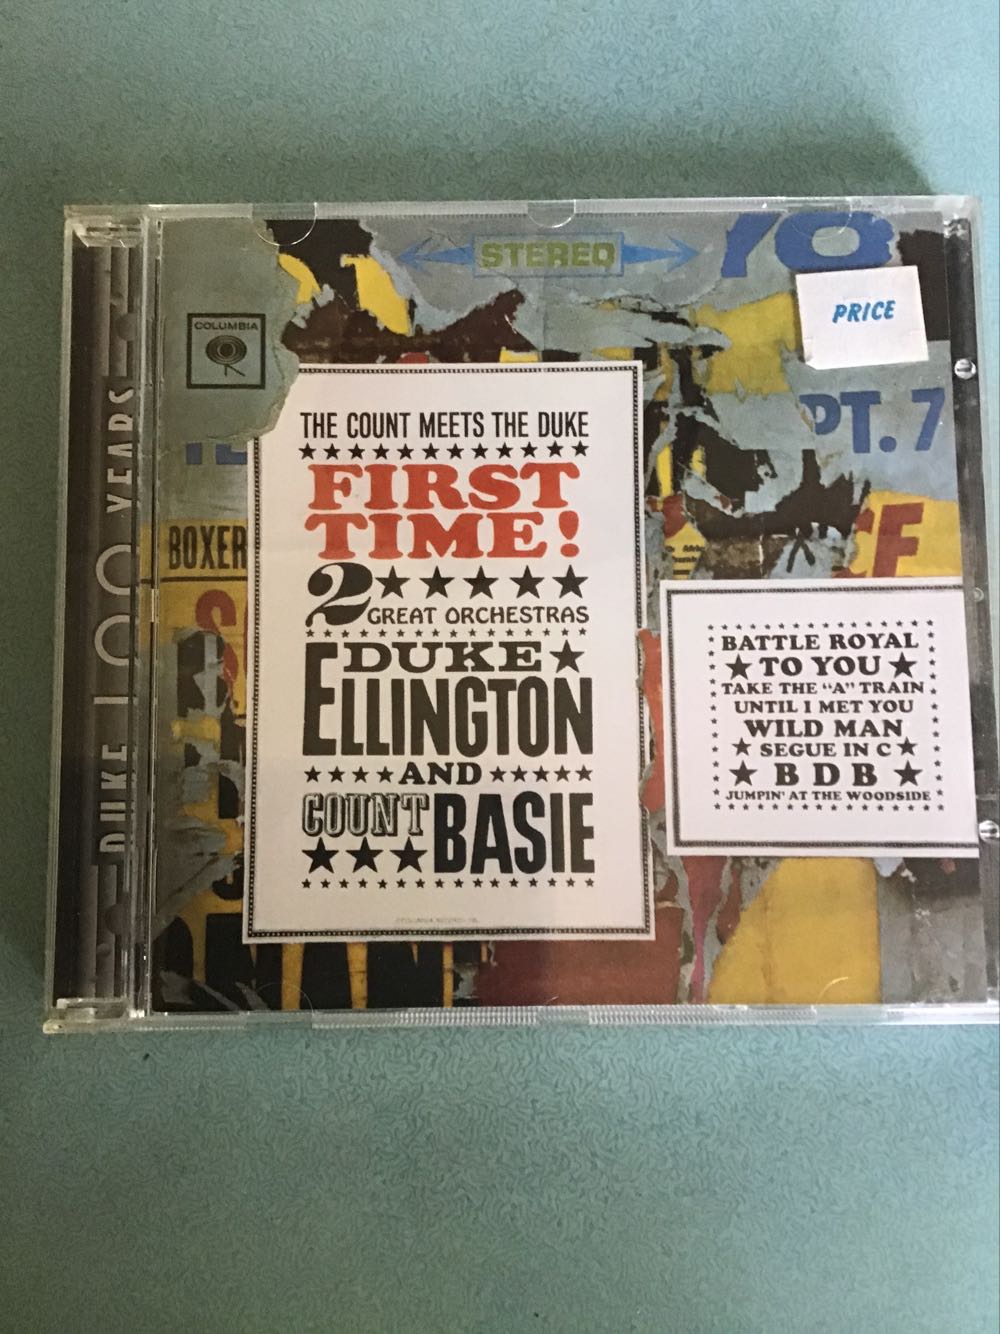 STEREO
PRICE
COLUMBIA
PT. 7
BOXER
THE COUNT MEETS THE DUKE
FIRST
TIME!
2
GREAT ORCHESTRAS
DUKE
ELLINGTON
AND
COUNT BASIE
BATTLE ROYAL
TO YOU
TAKE THE "A" TRAIN
UNTIL I MET YOU
WILD MAN
SEGUE IN C
B D B
JUMPIN' AT THE WOODSIDE
DUKE 100 YEARS